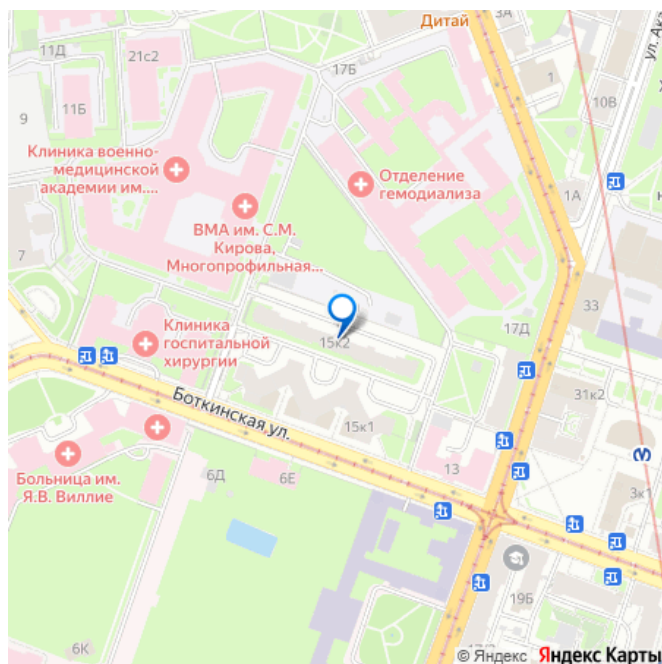 3А
Дитай
11Д
21с2
17Б
1
ул. Ака
11Б
10В
9
Клиника военно-
медицинской
академии им....
Отделение
гемодиализа
1А
ВМА им. С.М.
Кирова,
Многопрофильная...
7
33
Клиника
госпитальной
хирургии
15к2
17Д
31к2
Боткинская ул.
15к1
13
3к1
Больница им.
Я.В. Виллие
6Д
6Е
19Б
6К
© Яндекс Яндекс Карты